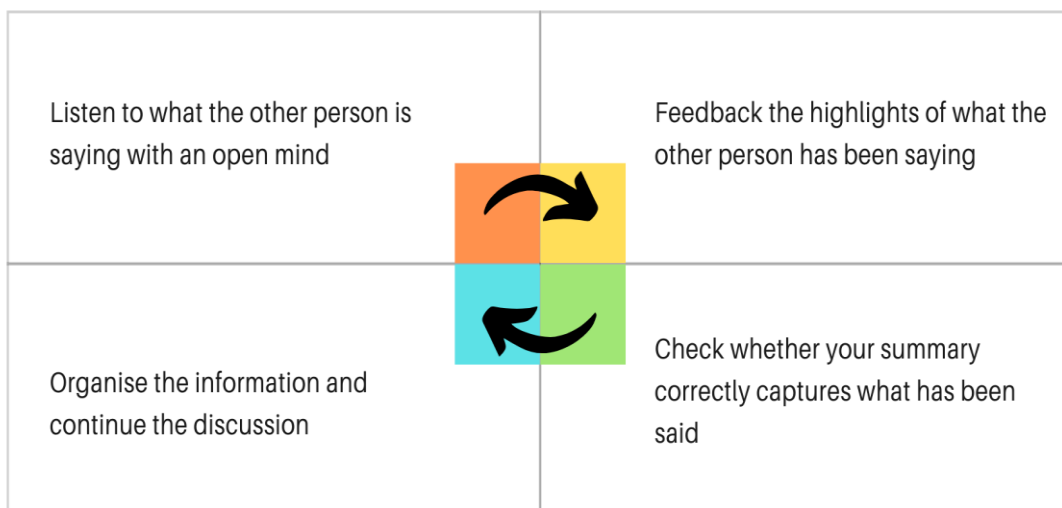 Listen to what the other person is
saying with an open mind
Feedback the highlights of what the
other person has been saying
Organise the information and
continue the discussion
Check whether your summary
correctly captures what has been
said